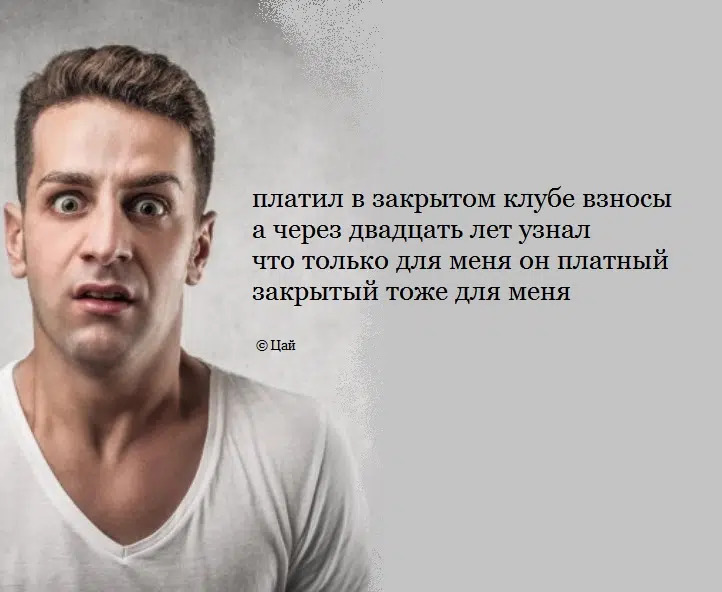 платил в закрытом клубе взносы
а через двадцать лет узнал
что только для меня он платный
закрытый тоже для меня
© Цай